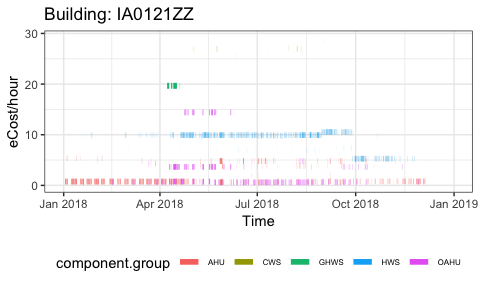 Building: IA0121ZZ
eCost/hour
30
20
10
0
Jan 2018 Apr 2018 Jul 2018 Oct 2018 Jan 2019
Time
component.group AHU CWS GHWS HWS OAHU